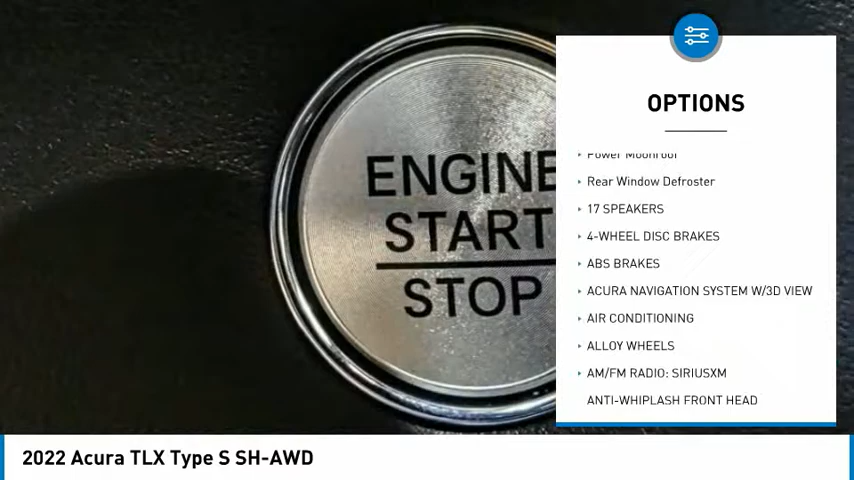 ENGINE
START
STOP
OPTIONS
Power Moonroof
Rear Window Defroster
17 SPEAKERS
4-WHEEL DISC BRAKES
ABS BRAKES
ACURA NAVIGATION SYSTEM W/3D VIEW
AIR CONDITIONING
ALLOY WHEELS
AM/FM RADIO: SIRIUSXM
ANTI-WHIPLASH FRONT HEAD
2022 Acura TLX Type S SH-AWD